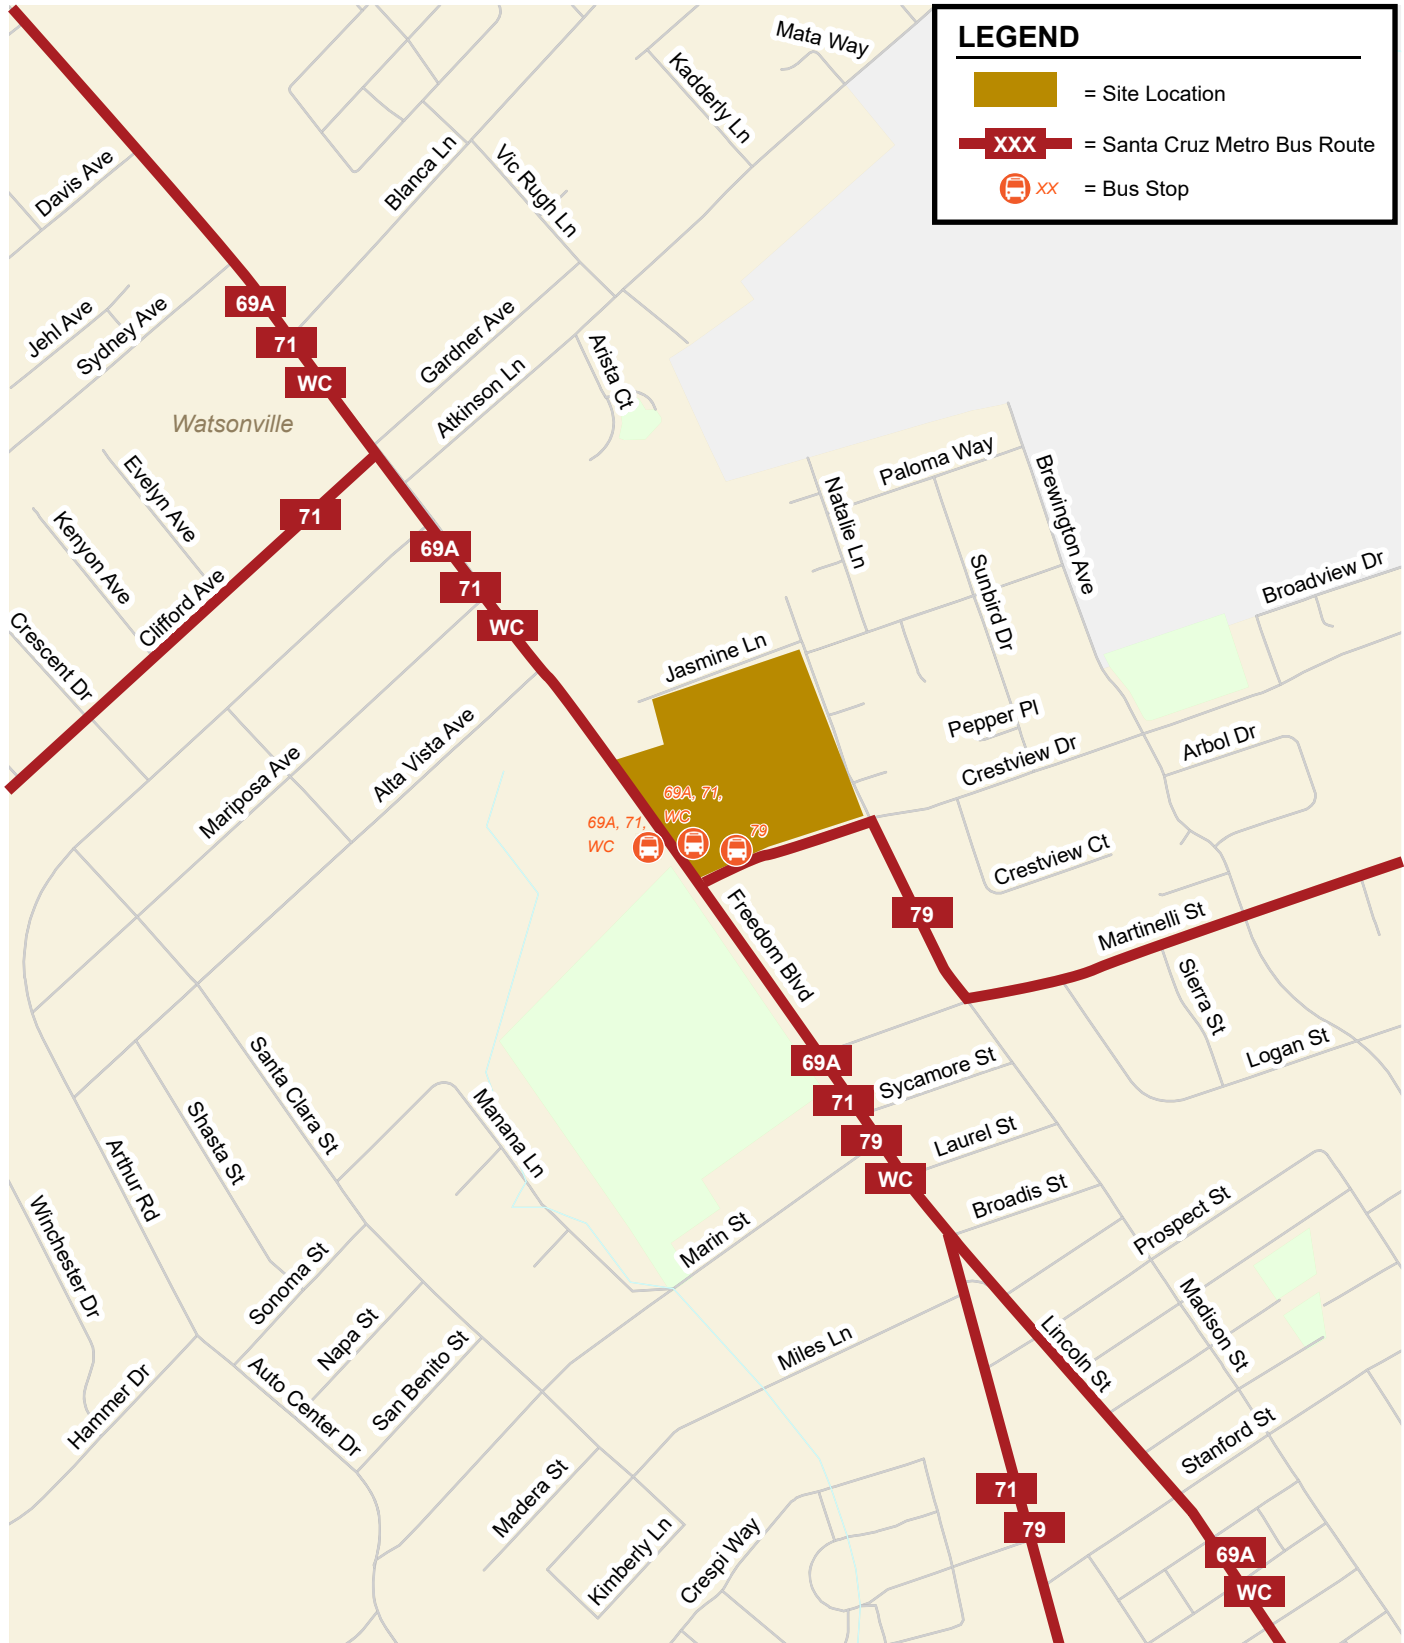 LEGEND
= Site Location
XXX
= Santa Cruz Metro Bus Route
XX
= Bus Stop
Mata Way
Kadderly Ln
Vic Rugh Ln
Blanca Ln
Davis Ave
Jehl Ave
Sydney Ave
69A
71
WC
Gardner Ave
Atkinson Ln
Arista Ct
Watsonville
Evelyn Ave
Kenyon Ave
71
Clifford Ave
Crescent Dr
69A
71
WC
Paloma Way
Natalie Ln
Brewington Ave
Sunbird Dr
Broadview Dr
Jasmine Ln
Pepper Pl
Crestview Dr
Arbol Dr
Mariposa Ave
Alta Vista Ave
69A, 71,
WC
69A, 71,
WC
79
Crestview Ct
Freedom Blvd
79
Martinelli St
Sierra St
Logan St
Santa Clara St
Shasta St
Arthur Rd
Winchester Dr
Manana Ln
69A
71
79
WC
Sycamore St
Laurel St
Broadis St
Prospect St
Madison St
Marin St
Sonoma St
Napa St
San Benito St
Hammer Dr
Auto Center Dr
Miles Ln
Lincoln St
Stanford St
Madera St
Kimberly Ln
Crespi Way
71
79
69A
WC